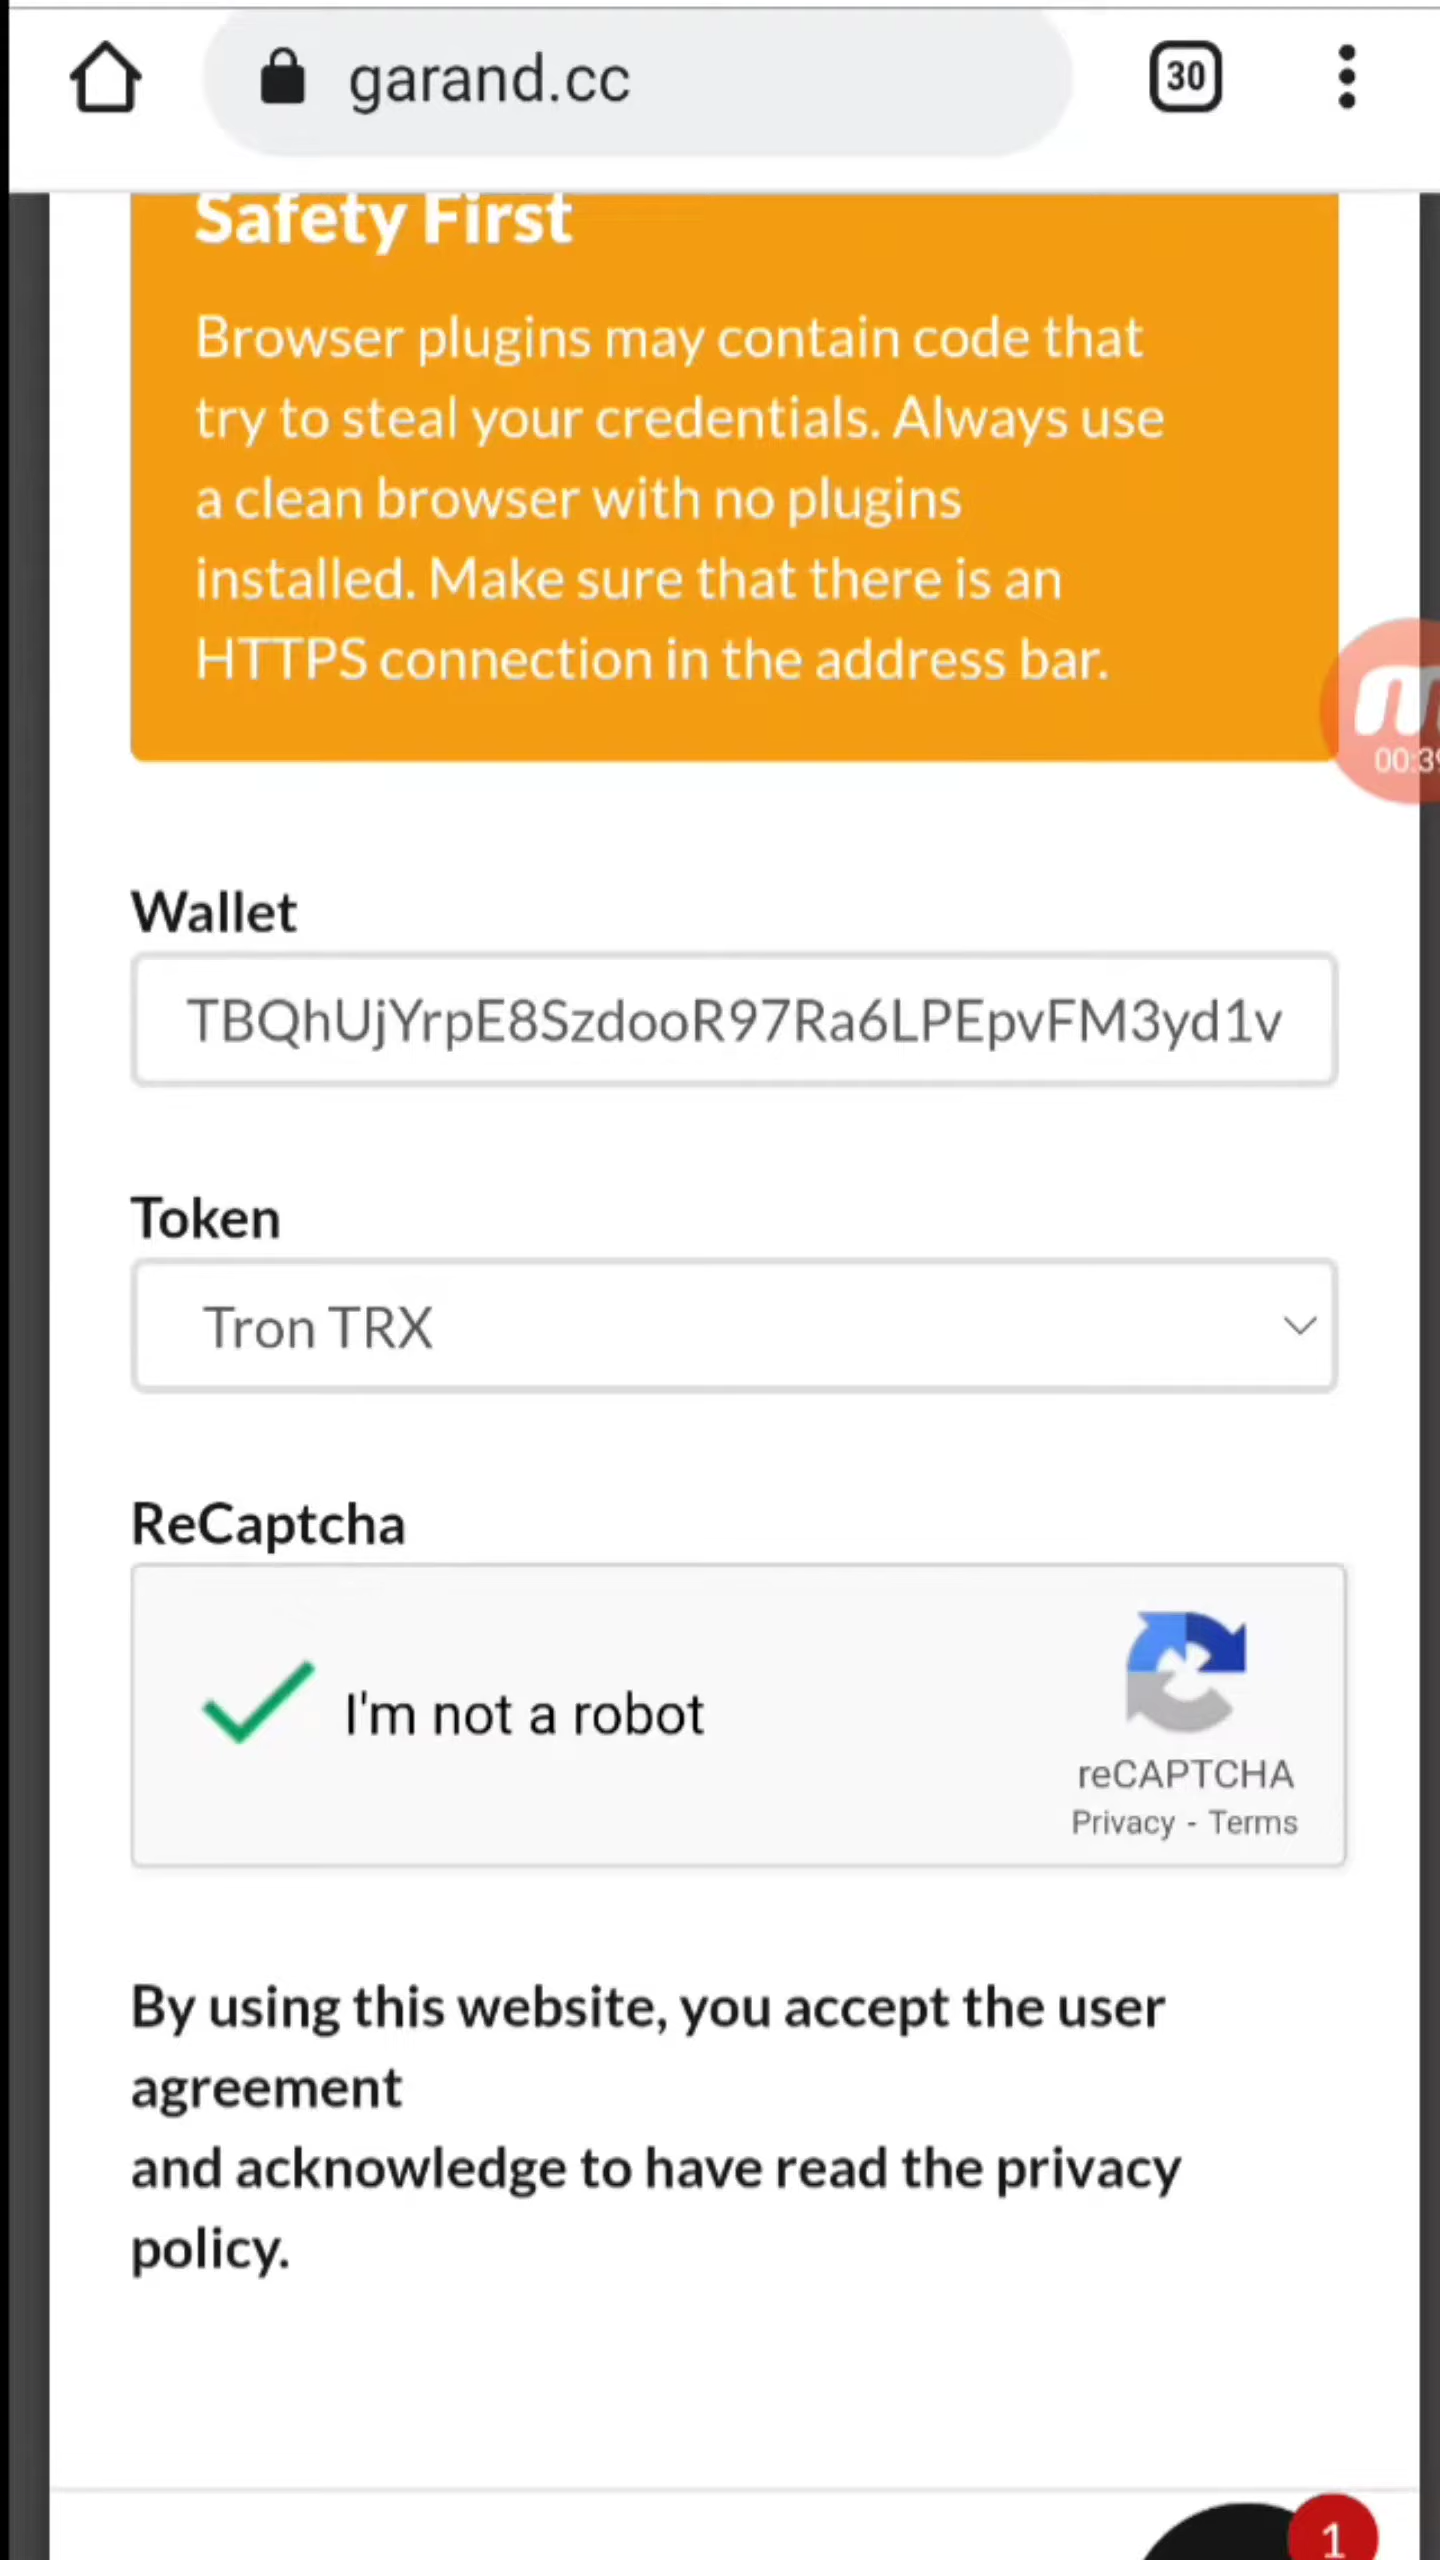 garand.cc
30
Safety First
Browser plugins may contain code that
try to steal your credentials. Always use
a clean browser with no plugins
installed. Make sure that there is an
HTTPS connection in the address bar.
00:39
Wallet
TBQhUjYrpE8SzdooR97Ra6LPEpvFM3yd1v
Token
Tron TRX
ReCaptcha
I'm not a robot
reCAPTCHA
Privacy - Terms
By using this website, you accept the user
agreement
and acknowledge to have read the privacy
policy.
1